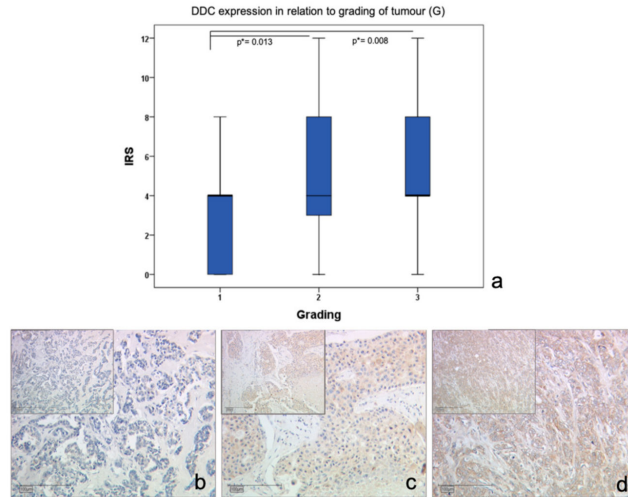 DDC expression in relation to grading of tumour (G)
p*= 0.013
p*= 0.008
12
10
8
6
4
2
0
IRS
1
2
3
Grading
a
b
c
d